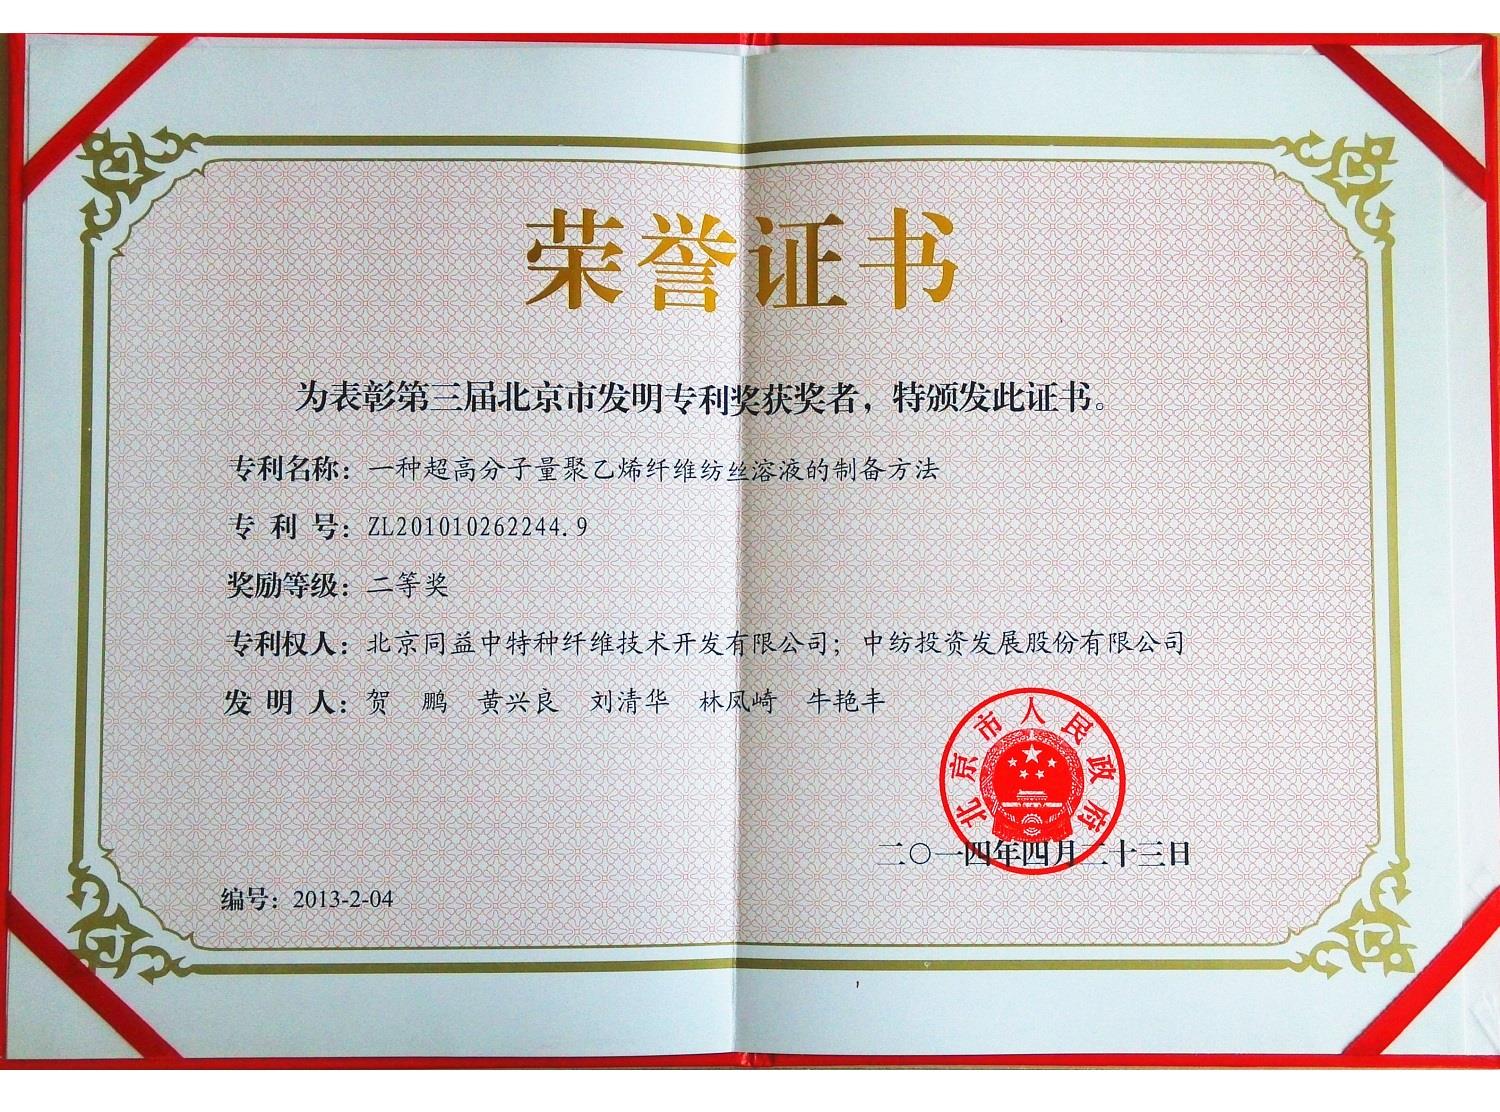 荣誉证书
为表彰第三届北京市发明专利奖获奖者，特颁发此证书。
专利名称：一种超高分子量聚乙烯纤维纺丝溶液的制备方法
专 利 号：ZL201010262244.9
奖励等级：二等奖
专利权人：北京同益中特种纤维技术开发有限公司；中纺投资发展股份有限公司
发 明 人：贺 鹏 黄兴良 刘清华 林凤崎 牛艳丰
北京市人民政府
二〇一四年四月二十三日
编号：2013-2-04